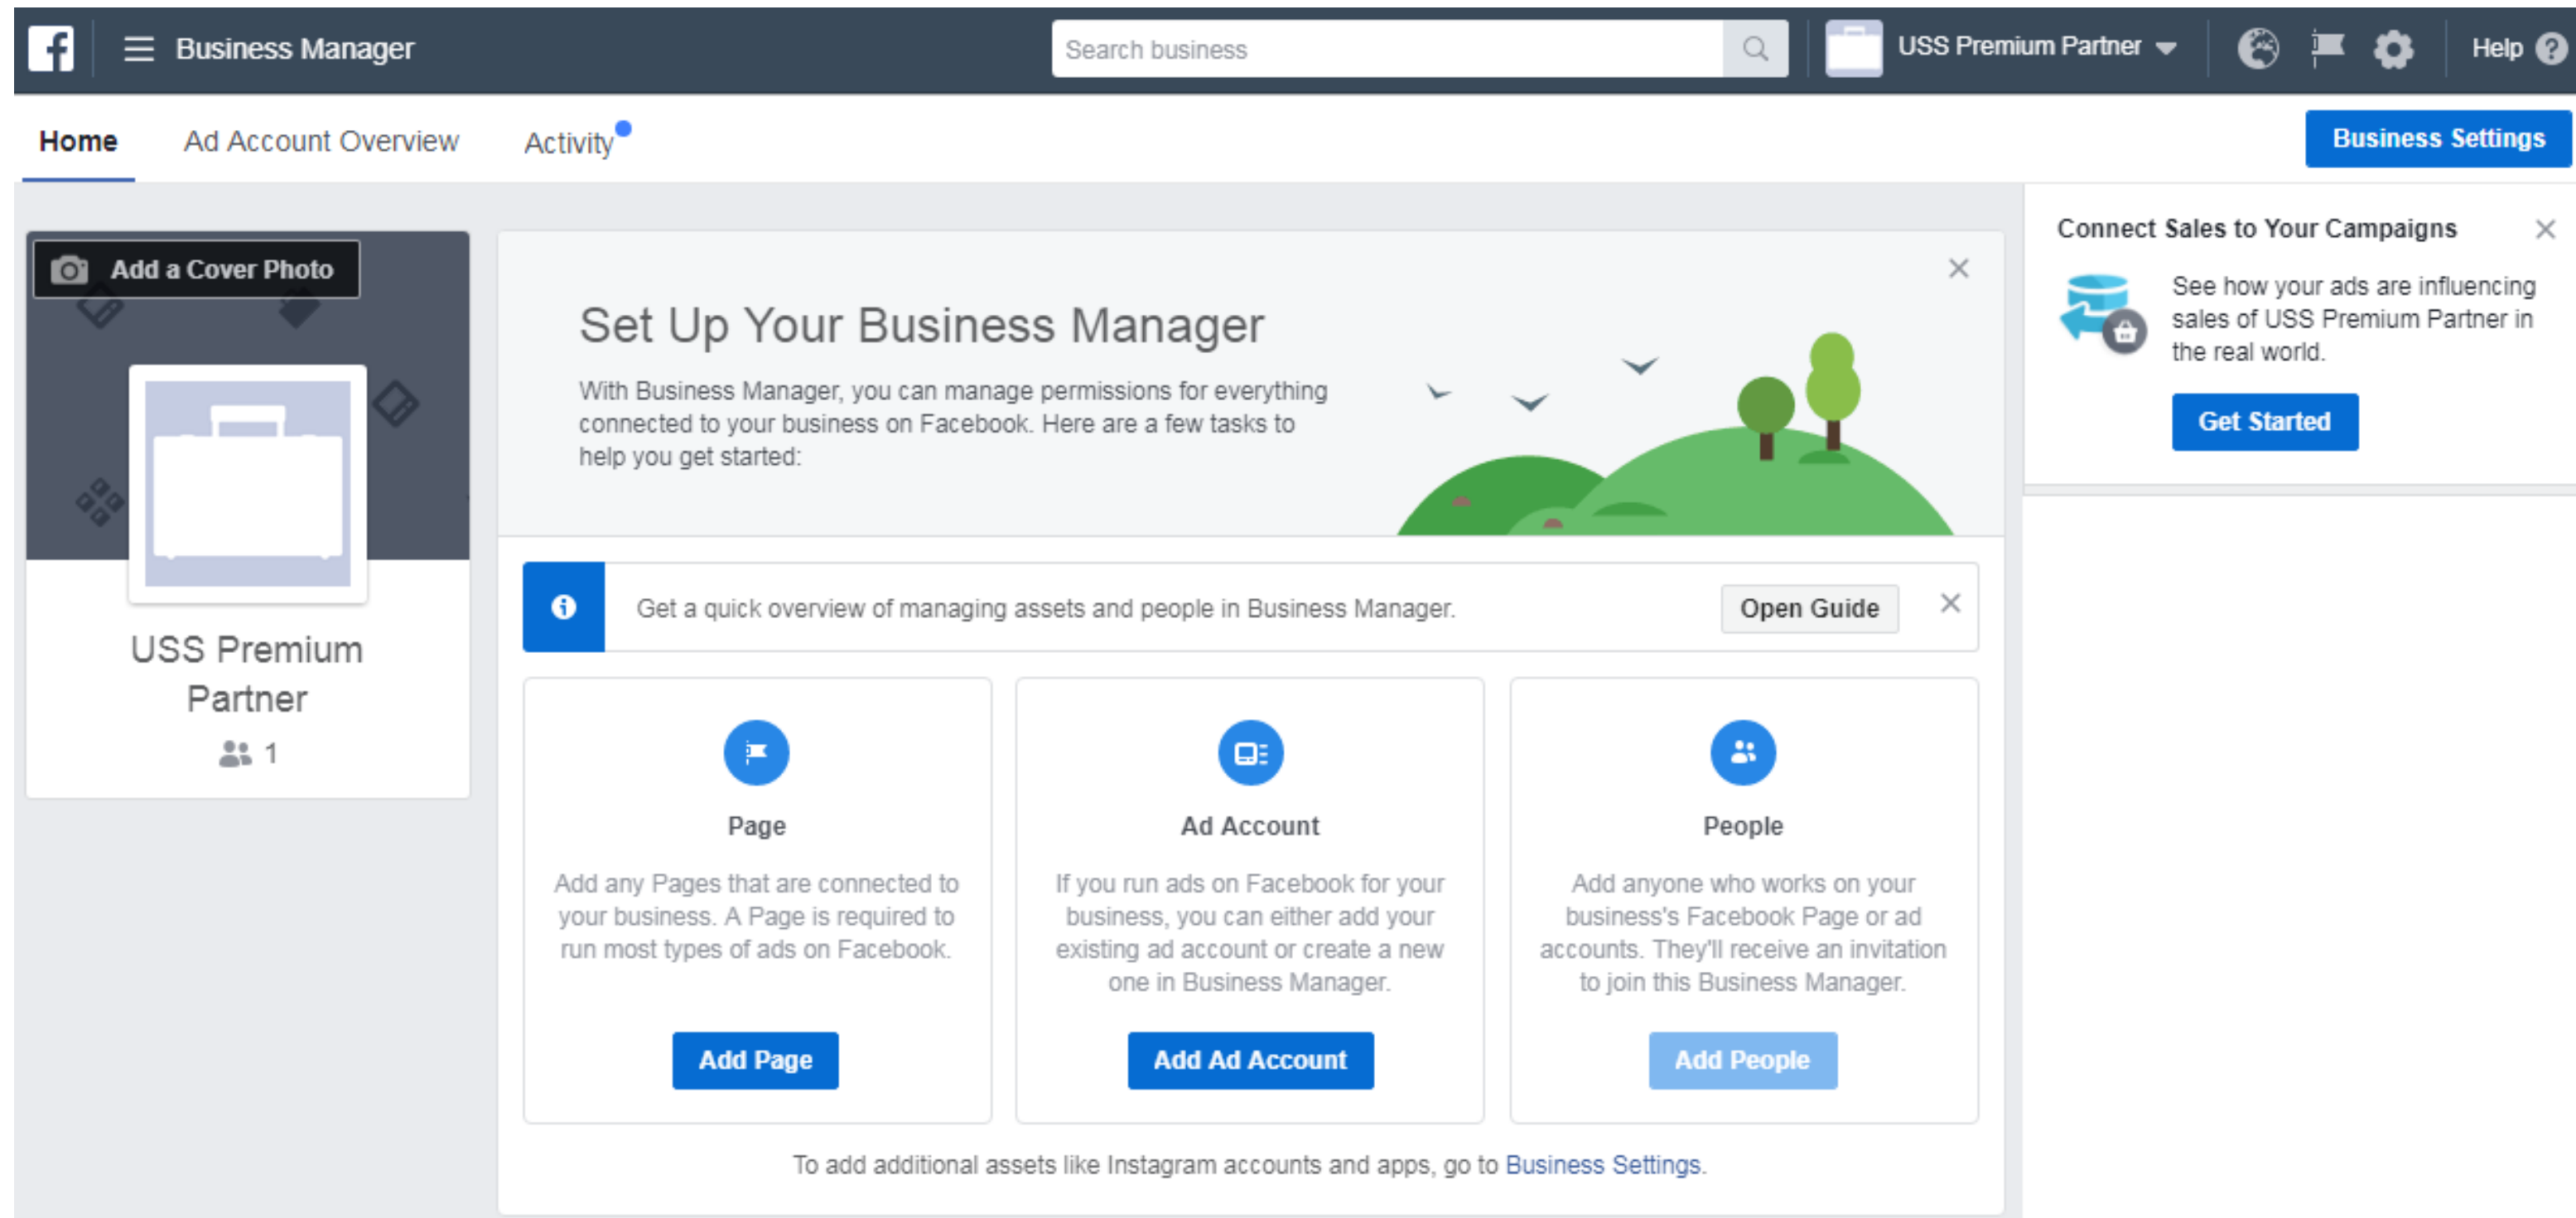 Business Manager
Search business
USS Premium Partner
Help
Home
Ad Account Overview
Activity
Business Settings
Add a Cover Photo
USS Premium
Partner
1
Set Up Your Business Manager
With Business Manager, you can manage permissions for everything
connected to your business on Facebook. Here are a few tasks to
help you get started:
Get a quick overview of managing assets and people in Business Manager.
Open Guide
Page
Add any Pages that are connected to
your business. A Page is required to
run most types of ads on Facebook.
Add Page
Ad Account
If you run ads on Facebook for your
business, you can either add your
existing ad account or create a new
one in Business Manager.
Add Ad Account
People
Add anyone who works on your
business's Facebook Page or ad
accounts. They'll receive an invitation
to join this Business Manager.
Add People
To add additional assets like Instagram accounts and apps, go to Business Settings.
Connect Sales to Your Campaigns
See how your ads are influencing
sales of USS Premium Partner in
the real world.
Get Started